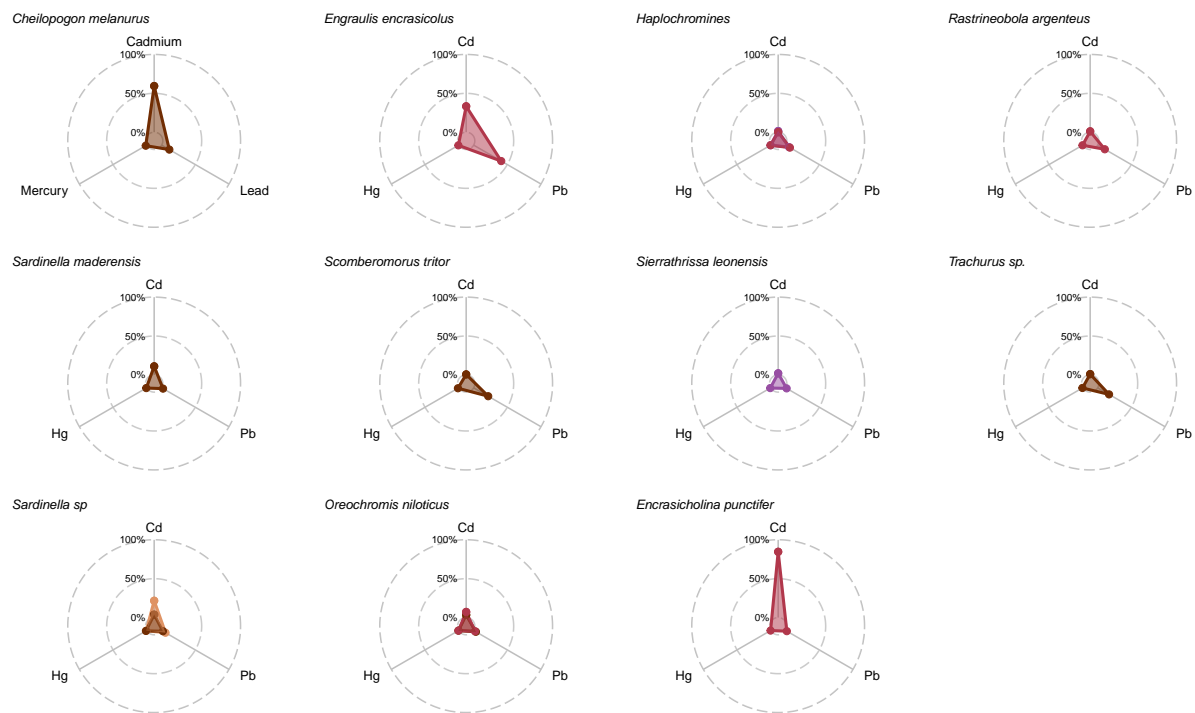 Cheilopogon melanurus
Engraulis encrasicolus
Haplochromines
Rastrineobola argenteus
Cadmium
Cd
Cd
Cd
100%
100%
100%
100%
50%
50%
50%
50%
0%
0%
0%
0%
Mercury
Lead
Hg
Pb
Hg
Pb
Hg
Pb
Sardinella maderensis
Scomberomorus tritor
Sierrathrissa leonensis
Trachurus sp.
Cd
Cd
Cd
Cd
100%
100%
100%
100%
50%
50%
50%
50%
0%
0%
0%
0%
Hg
Pb
Hg
Pb
Hg
Pb
Hg
Pb
Sardinella sp
Oreochromis niloticus
Encrasicholina punctifer
Cd
Cd
Cd
100%
100%
100%
50%
50%
50%
0%
0%
0%
Hg
Pb
Hg
Pb
Hg
Pb